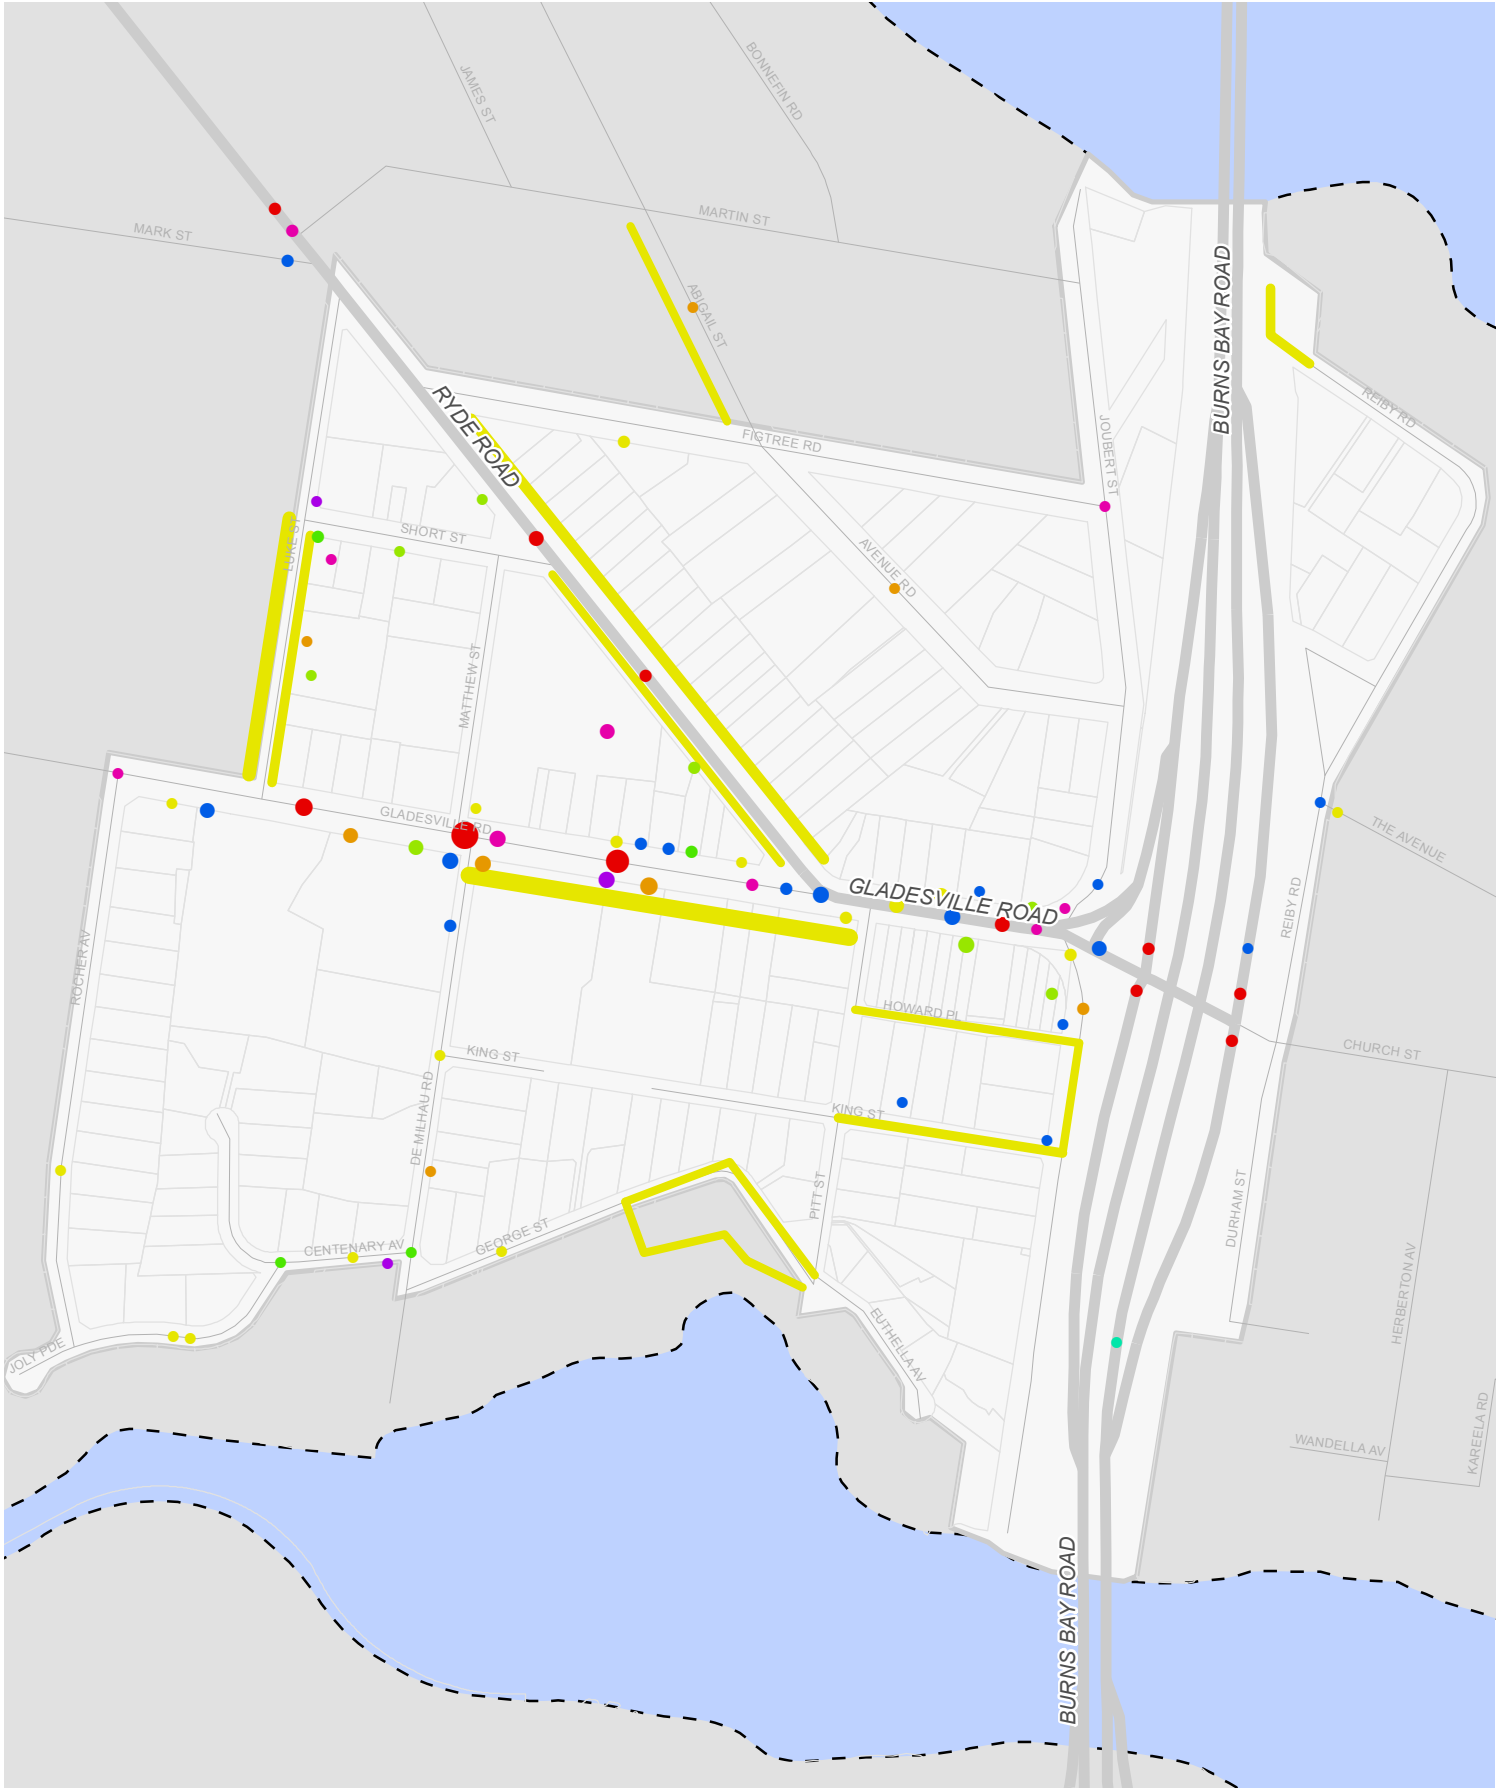 JAMES ST
BONNEFIN RD
MARK ST
MARTIN ST
ABIGAIL ST
BURNS BAY ROAD
REIBY RD
RYDE ROAD
FIGTREE RD
JOUBERT ST
LUKE ST
SHORT ST
AVENUE RD
MATTHEW ST
GLADESVILLE RD
THE AVENUE
GLADESVILLE ROAD
REIBY RD
ROCHER AV
HOWARD PL
KING ST
CHURCH ST
DE MILHAU RD
KING ST
PITT ST
DURHAM ST
CENTENARY AV
GEORGE ST
HERBERTON AV
JOLY PDE
EUTHELLA AV
WANDELLA AV
KAREELA RD
BURNS BAY ROAD